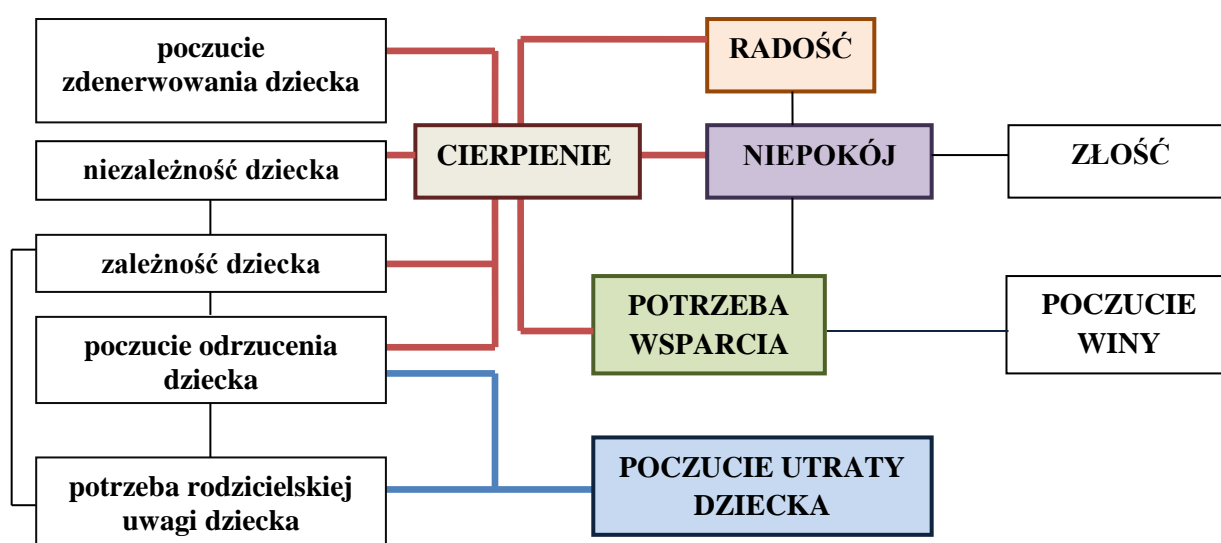 poczucie
zdenerwowania dziecka
RADOŚĆ
niezależność dziecka
CIERPIENIE
NIEPOKÓJ
ZŁOŚĆ
zależność dziecka
poczucie odrzucenia
dziecka
POTRZEBA
WSPARCIA
POCZUCIE
WINY
potrzeba rodzicielskiej
uwagi dziecka
POCZUCIE UTRATY
DZIECKA